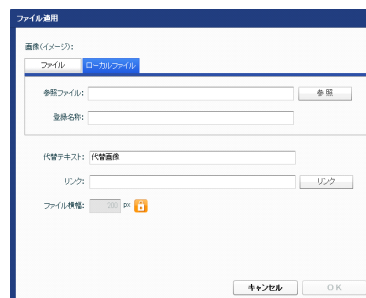 ファイル適用
画像(イメージ):
ファイル ローカルファイル
参照ファイル: 参照
登録名称:
代替テキスト: 代替画像
リンク: リンク
ファイル横幅: 200 px
キャンセル OK